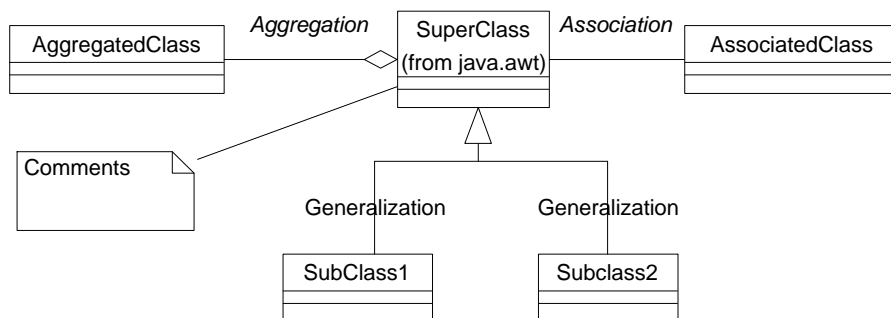 Aggregation
SuperClass
Association
AggregatedClass
(from java.awt)
AssociatedClass
Comments
Generalization
Generalization
SubClass1
Subclass2